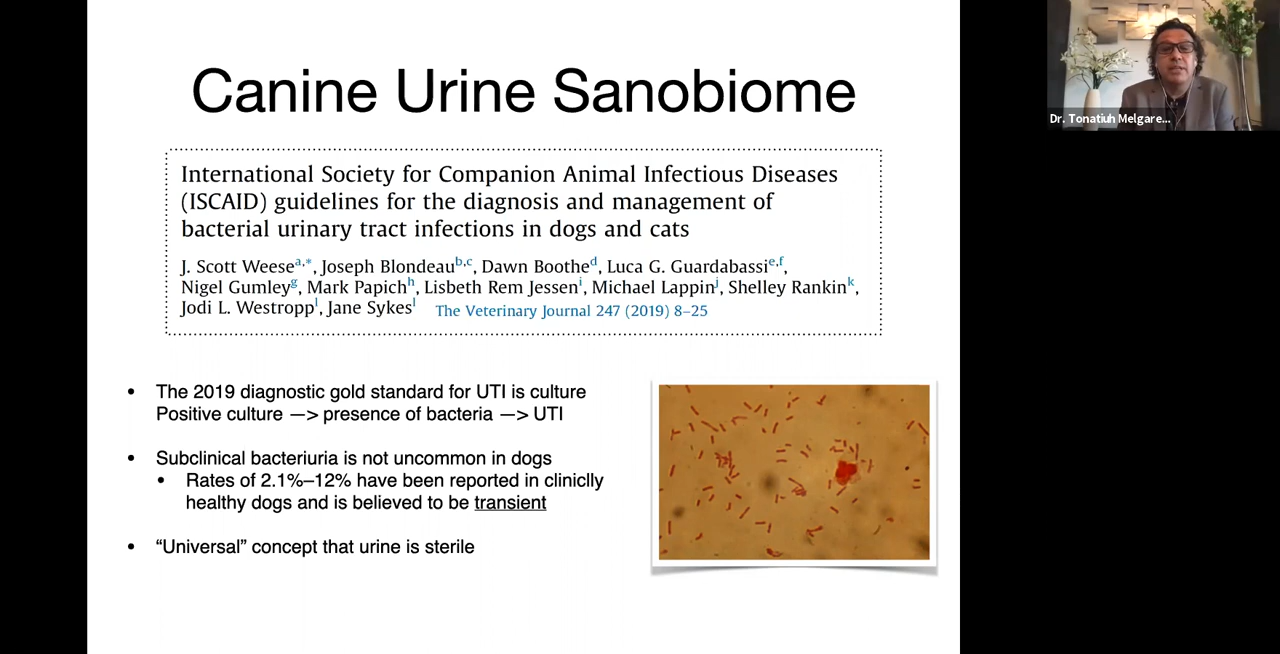 Canine Urine Sanobiome
Dr. Tonatiuh Melgare...
International Society for Companion Animal Infectious Diseases
(ISCAID) guidelines for the diagnosis and management of
bacterial urinary tract infections in dogs and cats
J. Scott Weese a,*, Joseph Blondeau b,c, Dawn Boothe d, Luca G. Guardabassi e,f,
Nigel Gumley g, Mark Papich h, Lisbeth Rem Jessen i, Michael Lappin j, Shelley Rankin k,
Jodi L. Westropp l, Jane Sykes l The Veterinary Journal 247 (2019) 8–25
• The 2019 diagnostic gold standard for UTI is culture
Positive culture —> presence of bacteria —> UTI
• Subclinical bacteriuria is not uncommon in dogs
• Rates of 2.1%–12% have been reported in cliniclly
healthy dogs and is believed to be transient
• “Universal” concept that urine is sterile